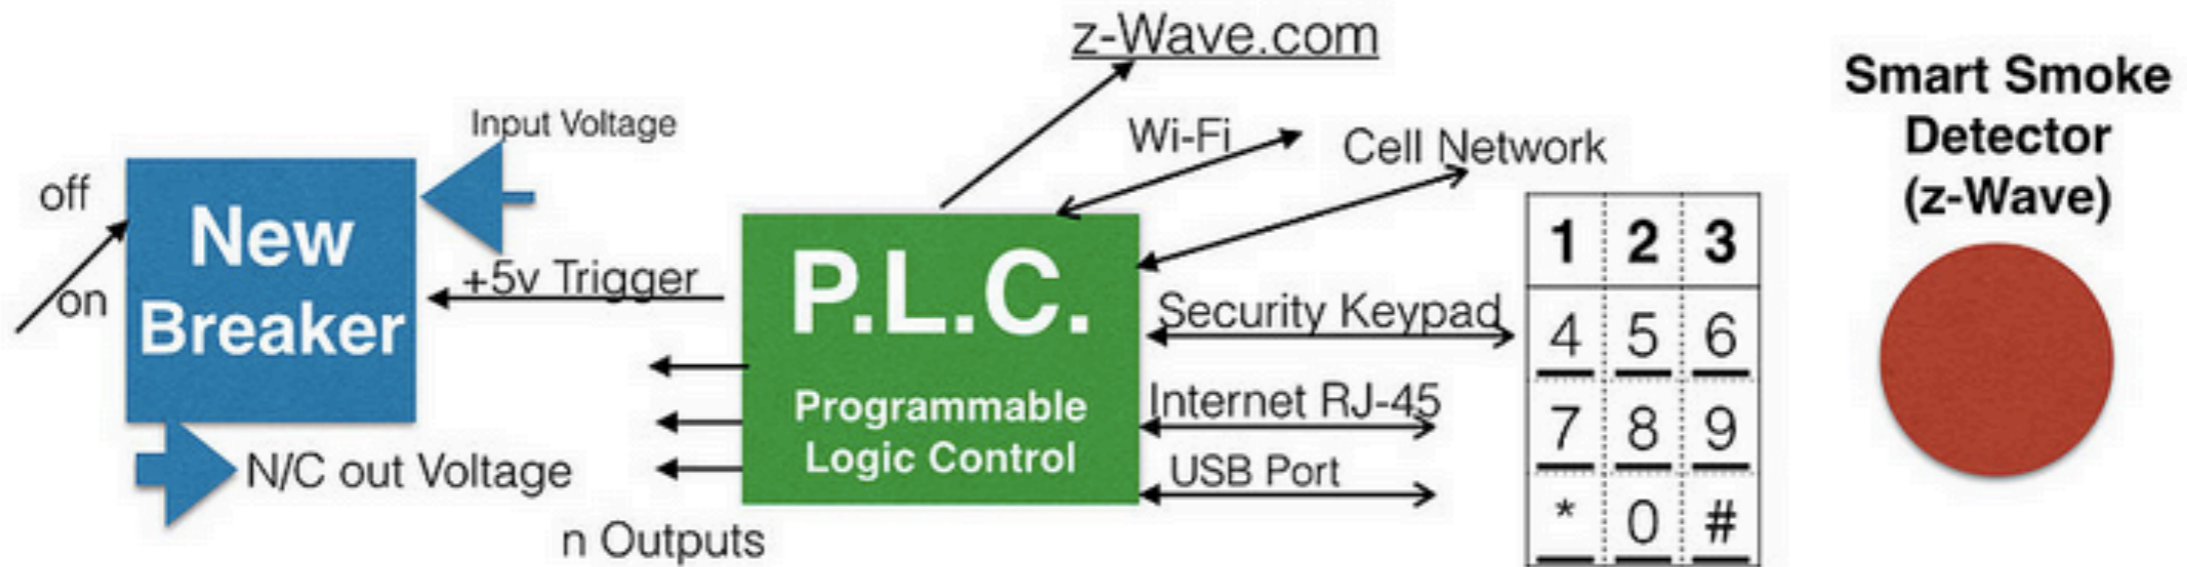 z-Wave.com
Smart Smoke
Detector
(z-Wave)
Input Voltage
Wi-Fi
Cell Network
off
on
New
Breaker
+5v Trigger
P.L.C.
Programmable
Logic Control
Security Keypad
Internet RJ-45
USB Port
1 2 3
4 5 6
7 8 9
* 0 #
N/C out Voltage
n Outputs